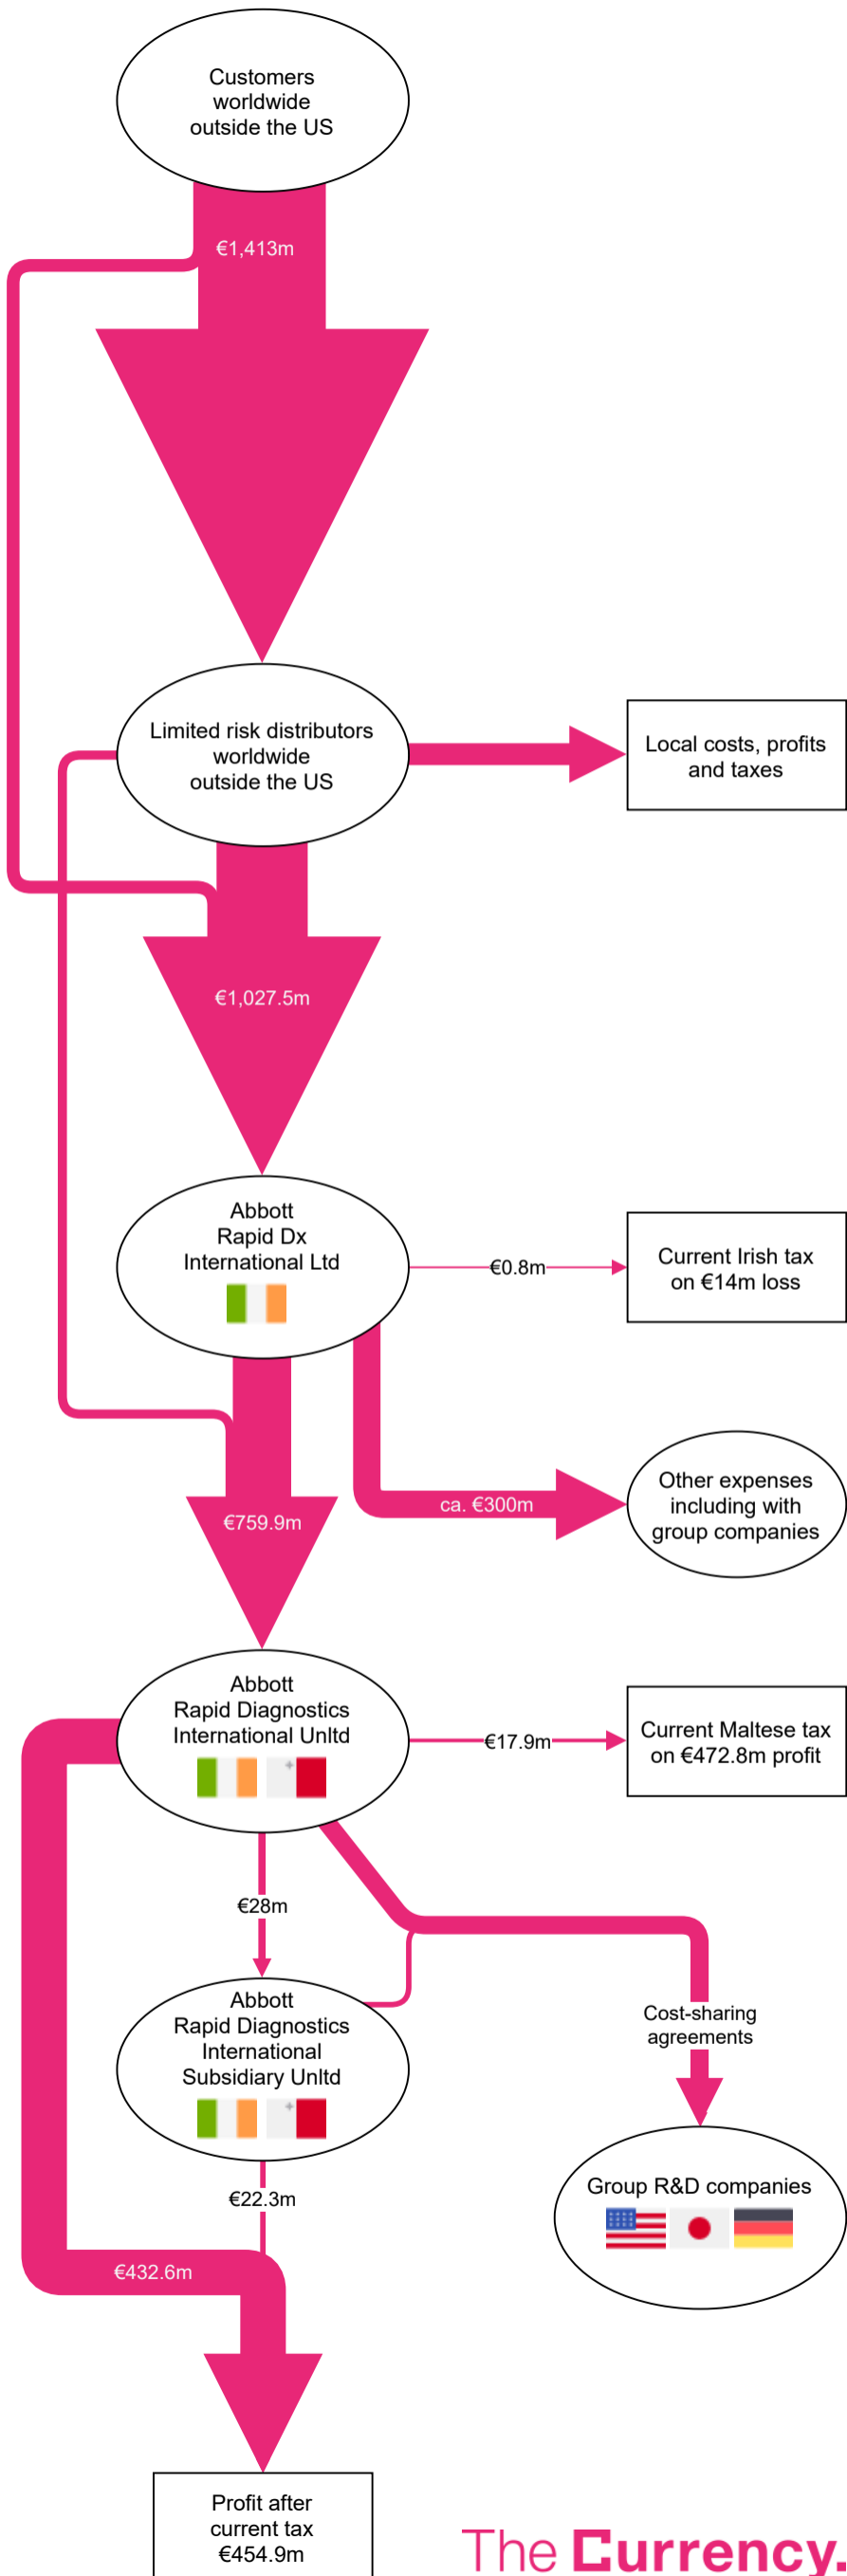 Customers
worldwide
outside the US
€1,413m
Limited risk distributors
worldwide
outside the US
Local costs, profits
and taxes
€1,027.5m
Abbott
Rapid Dx
International Ltd
€0.8m
Current Irish tax
on €14m loss
Other expenses
including with
group companies
ca. €300m
€759.9m
Abbott
Rapid Diagnostics
International Unltd
€17.9m
Current Maltese tax
on €472.8m profit
€28m
Abbott
Rapid Diagnostics
International
Subsidiary Unltd
Cost-sharing
agreements
€22.3m
Group R&D companies
€432.6m
Profit after
current tax
€454.9m
The Currency.